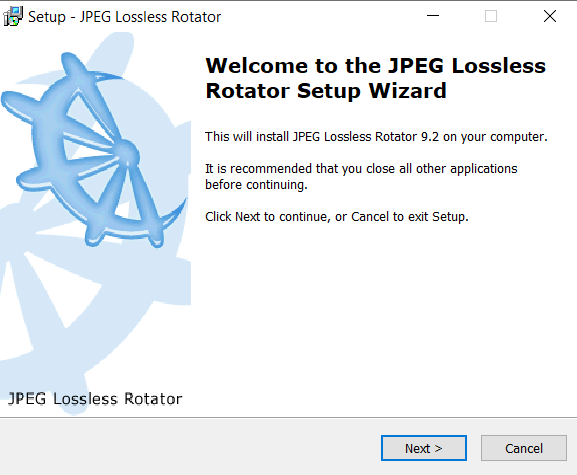 Setup - JPEG Lossless Rotator
Welcome to the JPEG Lossless
Rotator Setup Wizard
This will install JPEG Lossless Rotator 9.2 on your computer.
It is recommended that you close all other applications
before continuing.
Click Next to continue, or Cancel to exit Setup.
JPEG Lossless Rotator
Next >
Cancel